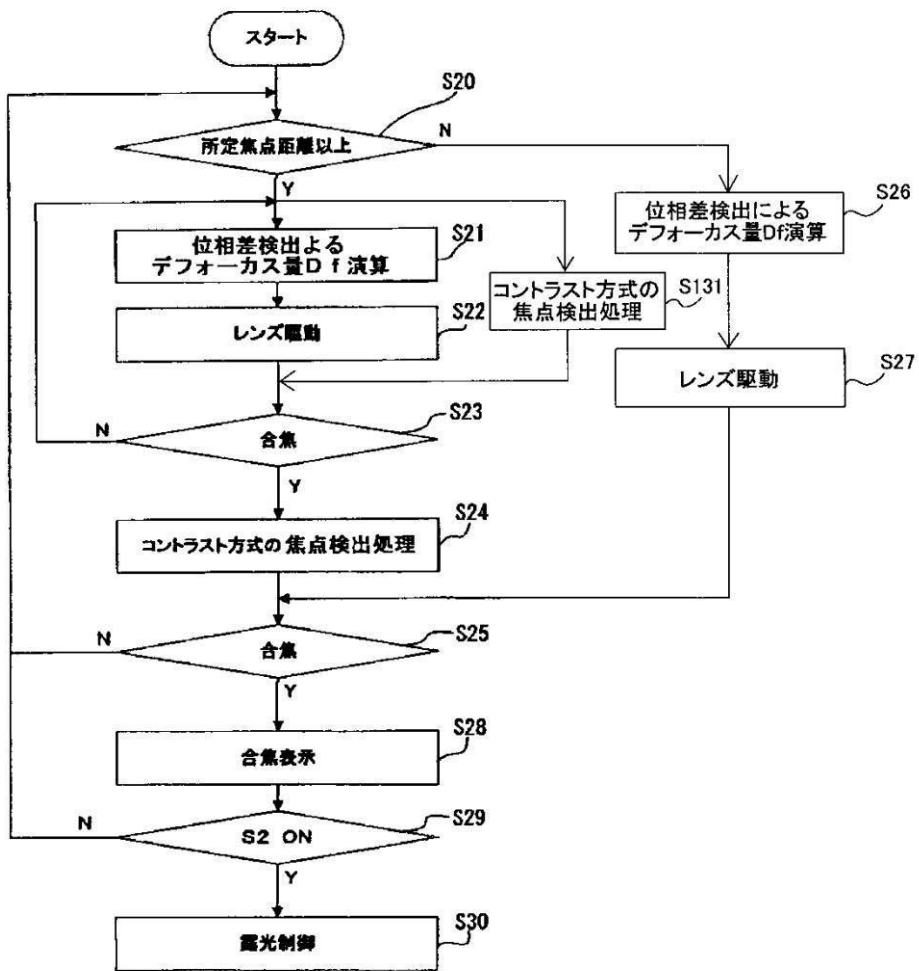 スタート
S20
所定焦点距離以上
N
Y
S26
位相差検出による
デフォーカス量Df演算
S21
位相差検出よる
デフォーカス量Ｄｆ演算
S131
コントラスト方式の
焦点検出処理
S22
レンズ駆動
S27
レンズ駆動
S23
合焦
N
Y
S24
コントラスト方式の焦点検出処理
S25
合焦
N
Y
S28
合焦表示
S29
S2 ON
N
Y
S30
露光制御